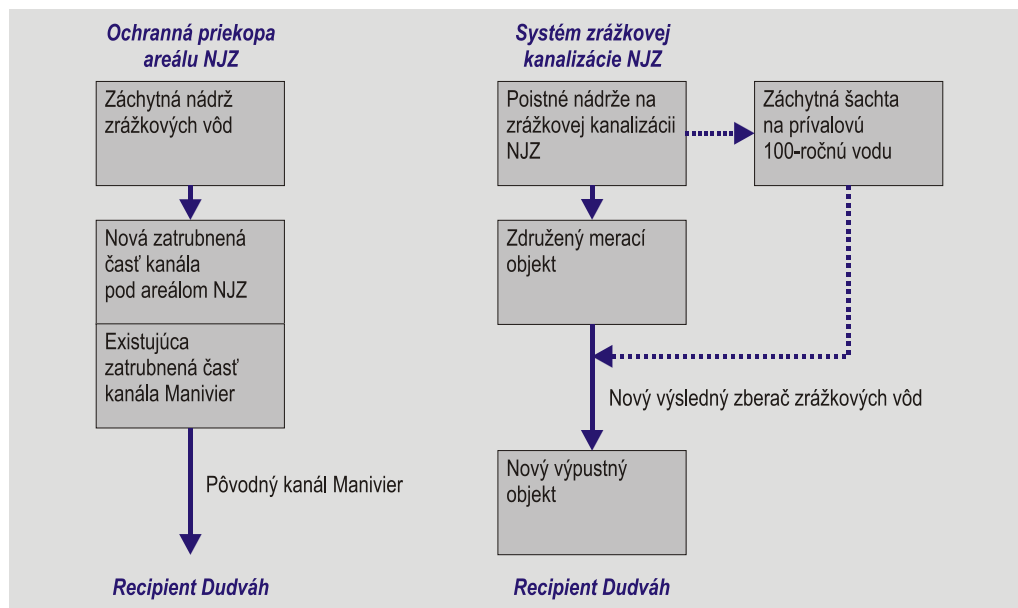 Ochranná priekopa
areálu NJZ
Záchytná nádrž
zrážkových vôd
Nová zatrubnená
časť kanála
pod areálom NJZ
Existujúca
zatrubnená časť
kanála Manivier
Pôvodný kanál Manivier
Recipient Dudváh
Systém zrážkovej
kanalizácie NJZ
Poistné nádrže na
zrážkovej kanalizácii
NJZ
Záchytná šachta
na prívalovú
100-ročnú vodu
Združený merací
objekt
Nový výsledný zberač zrážkových vôd
Nový výpustný
objekt
Recipient Dudváh